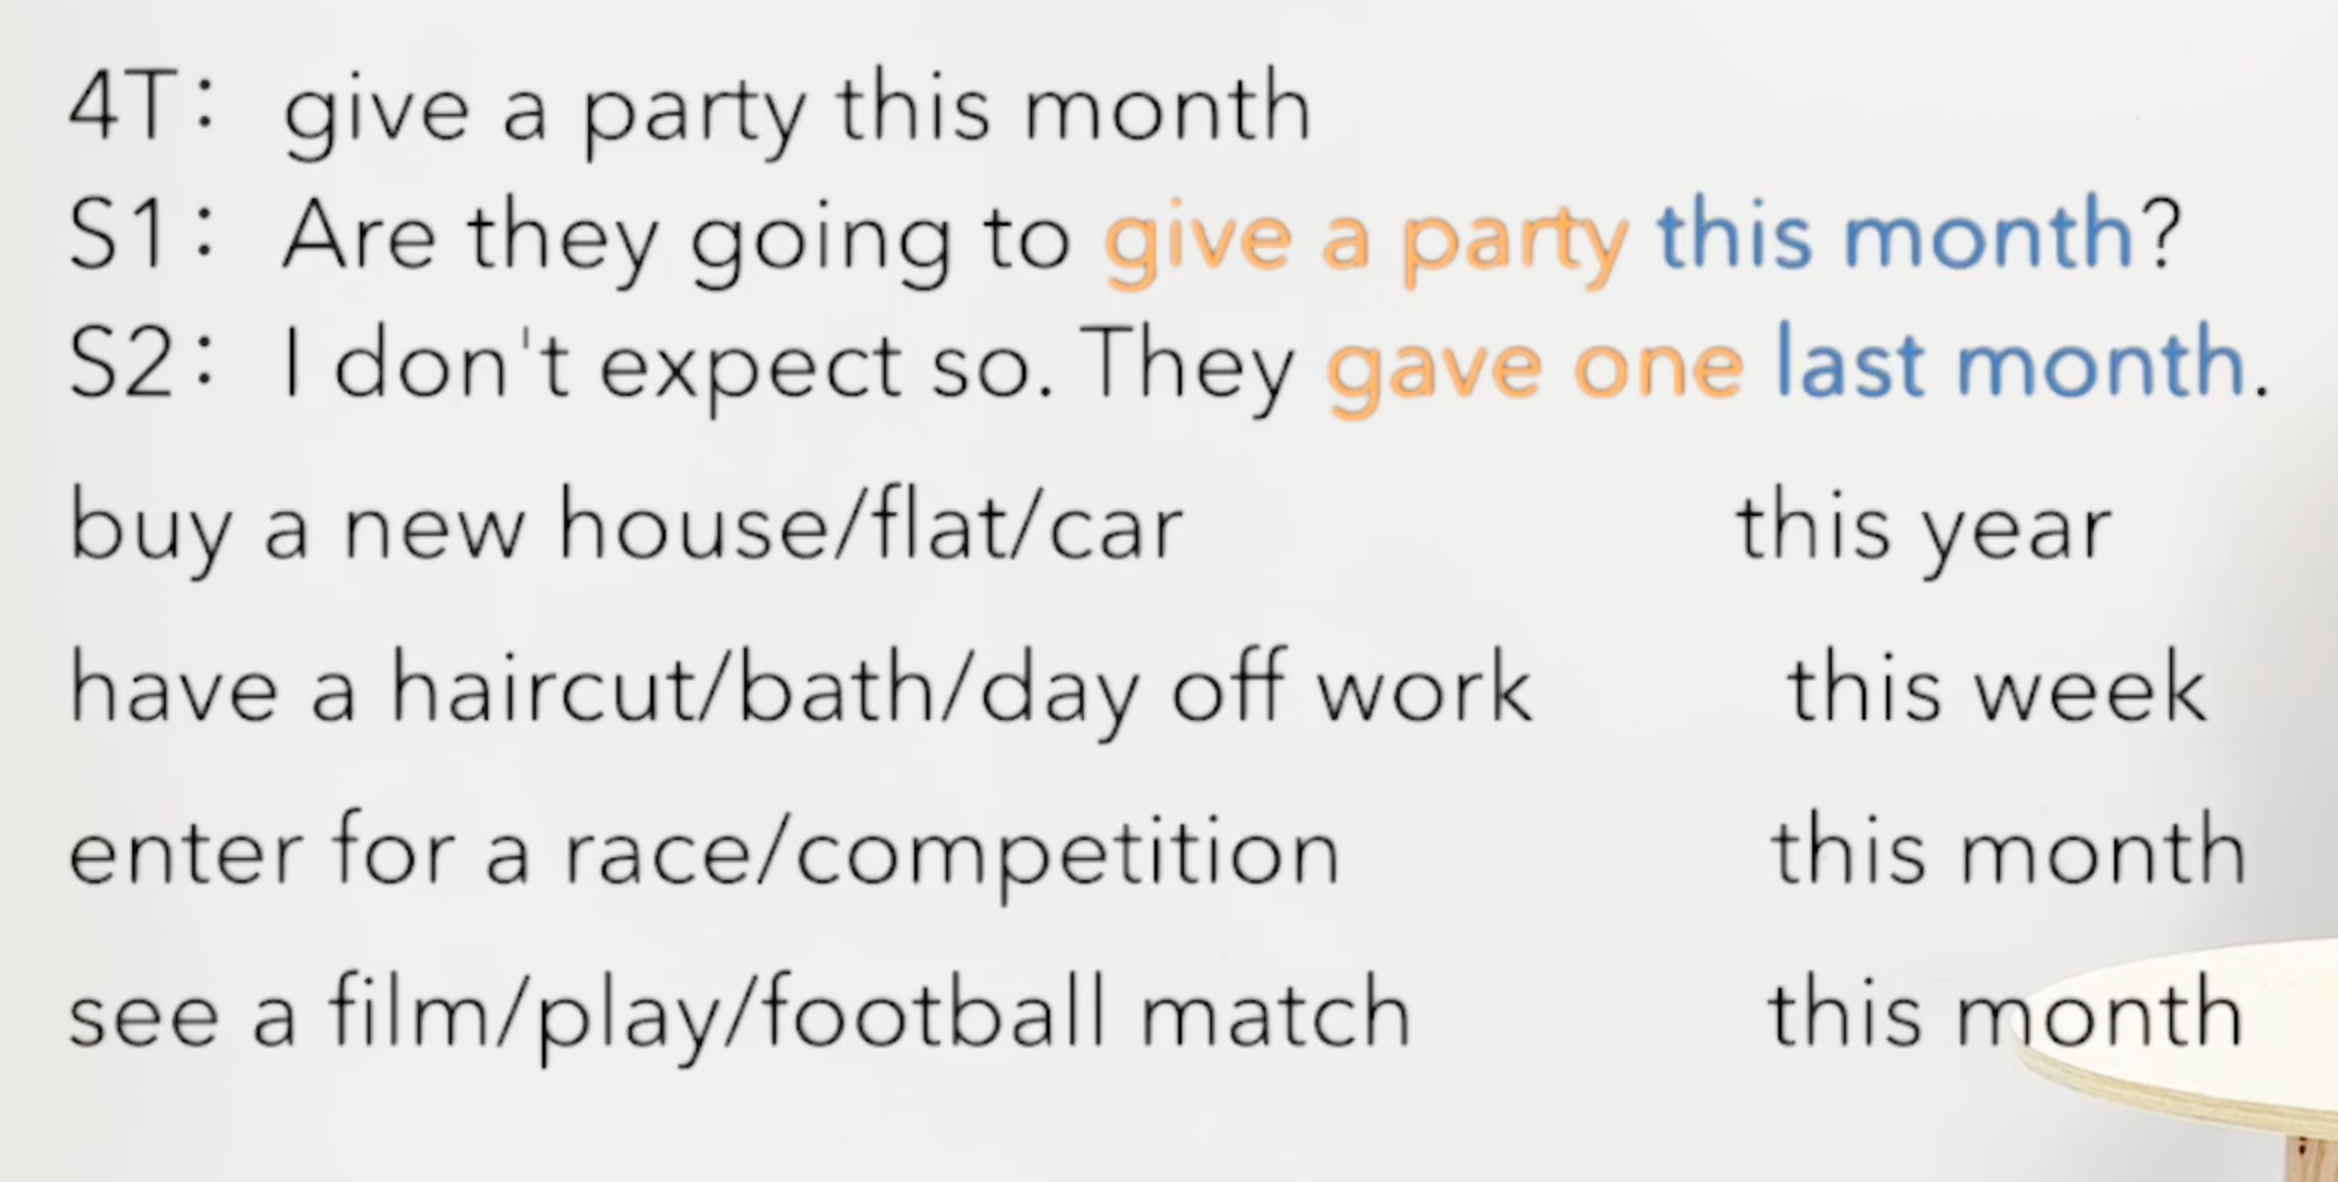 4T: give a party this month
S1: Are they going to give a party this month?
S2: I don't expect so. They gave one last month.
buy a new house/flat/car this year
have a haircut/bath/day off work this week
enter for a race/competition this month
see a film/play/football match this month